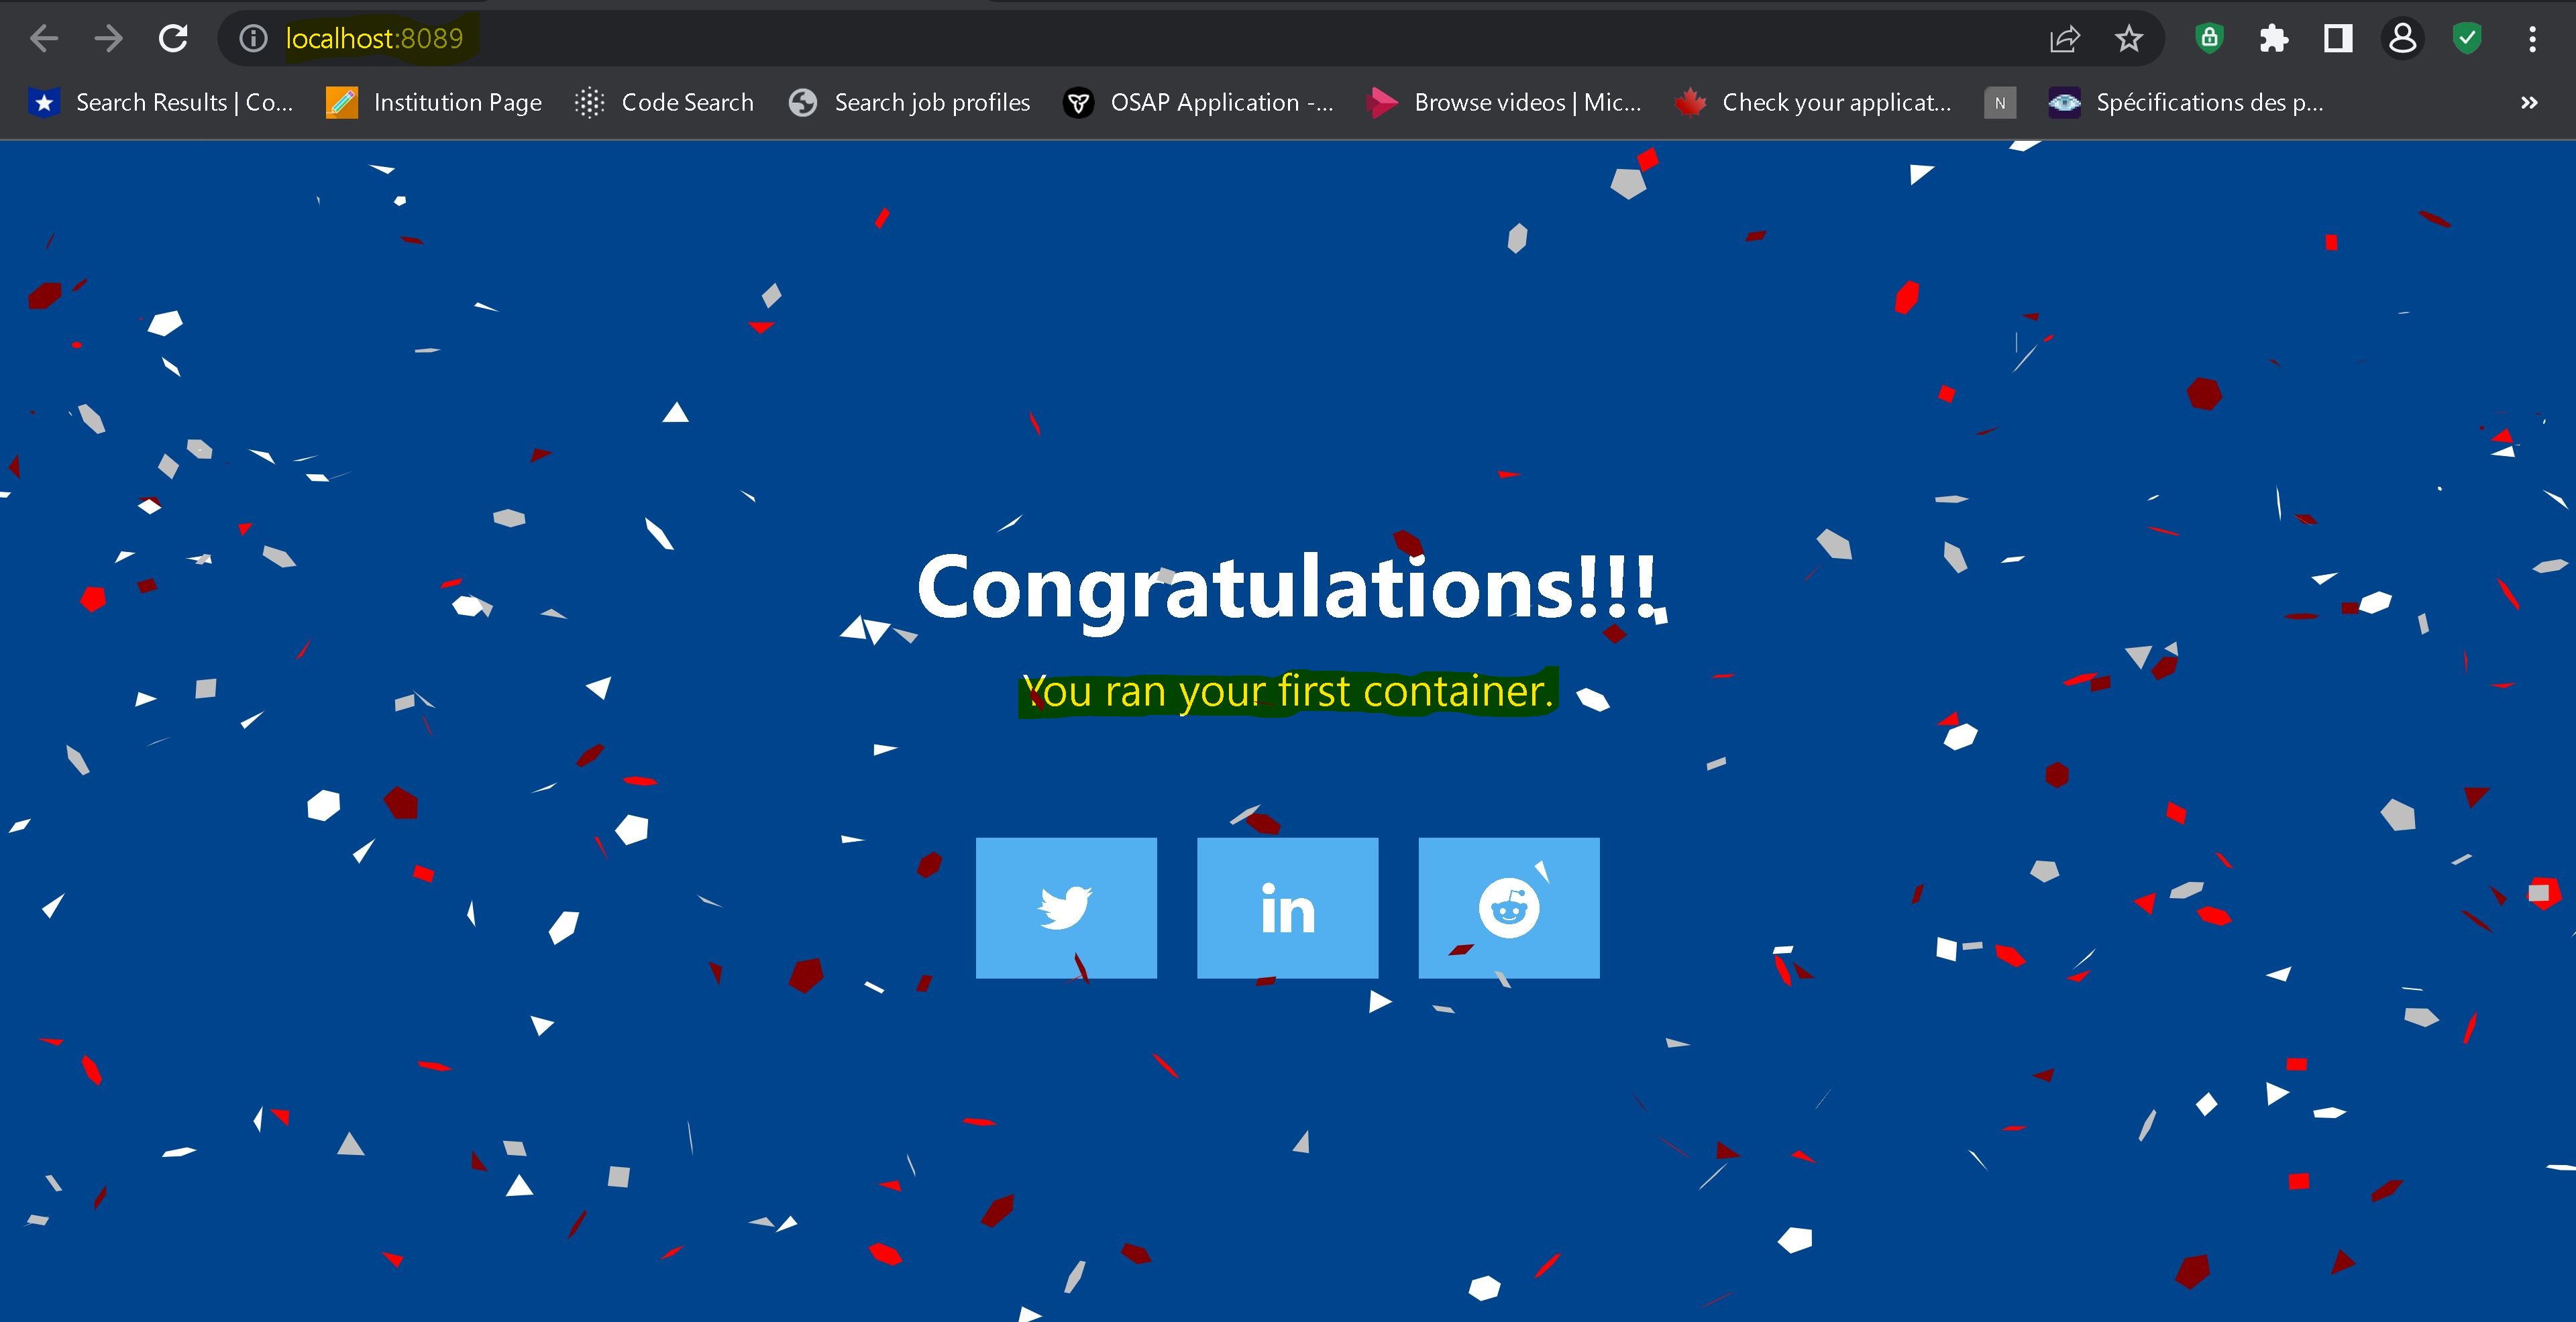 localhost:8089
Search Results | Co...
Institution Page
Code Search
Search job profiles
OSAP Application -...
Browse videos | Mic...
Check your applicat...
N
Spécifications des p...
Congratulations!!!
You ran your first container.
in